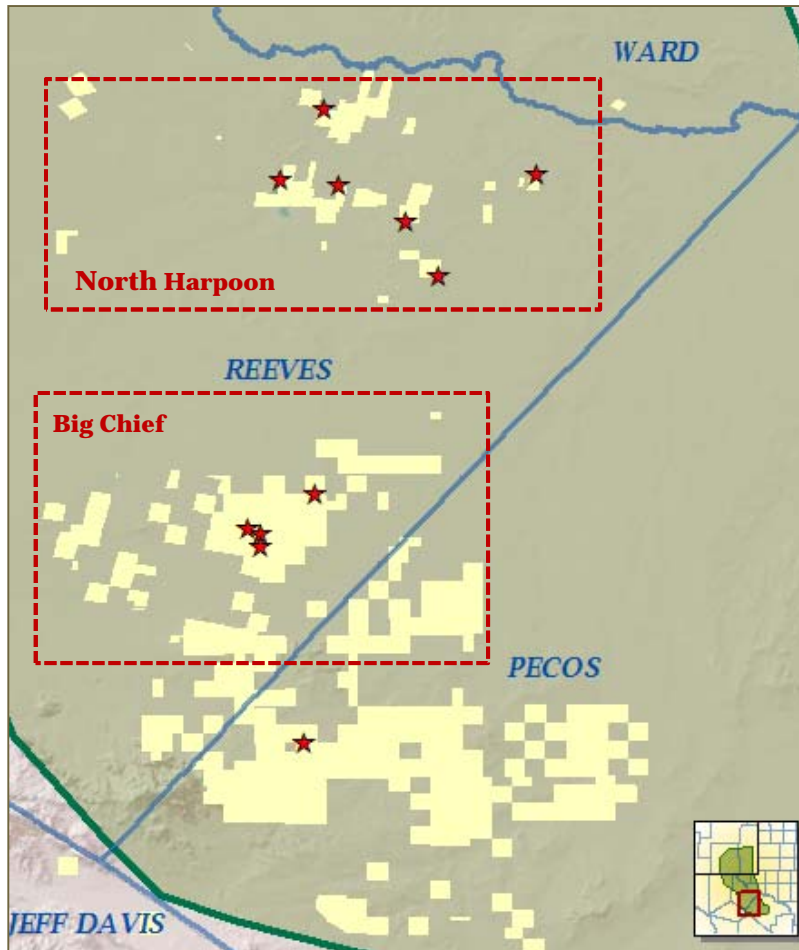 WARD
North Harpoon
REEVES
Big Chief
PECOS
JEFF DAVIS